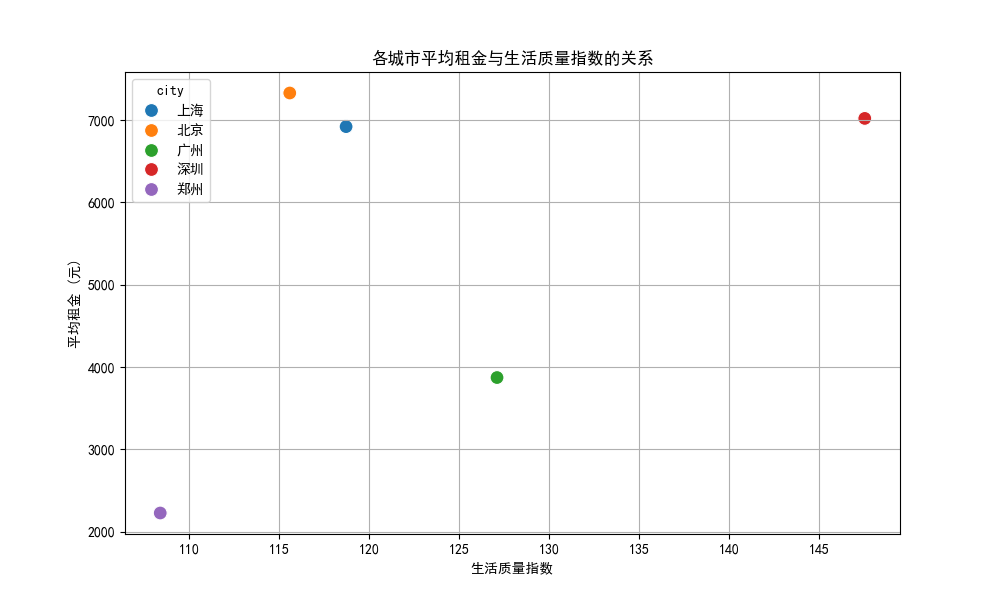 各城市平均租金与生活质量指数的关系
city
上海
北京
广州
深圳
郑州
平均租金 (元)
7000
6000
5000
4000
3000
2000
110 115 120 125 130 135 140 145
生活质量指数